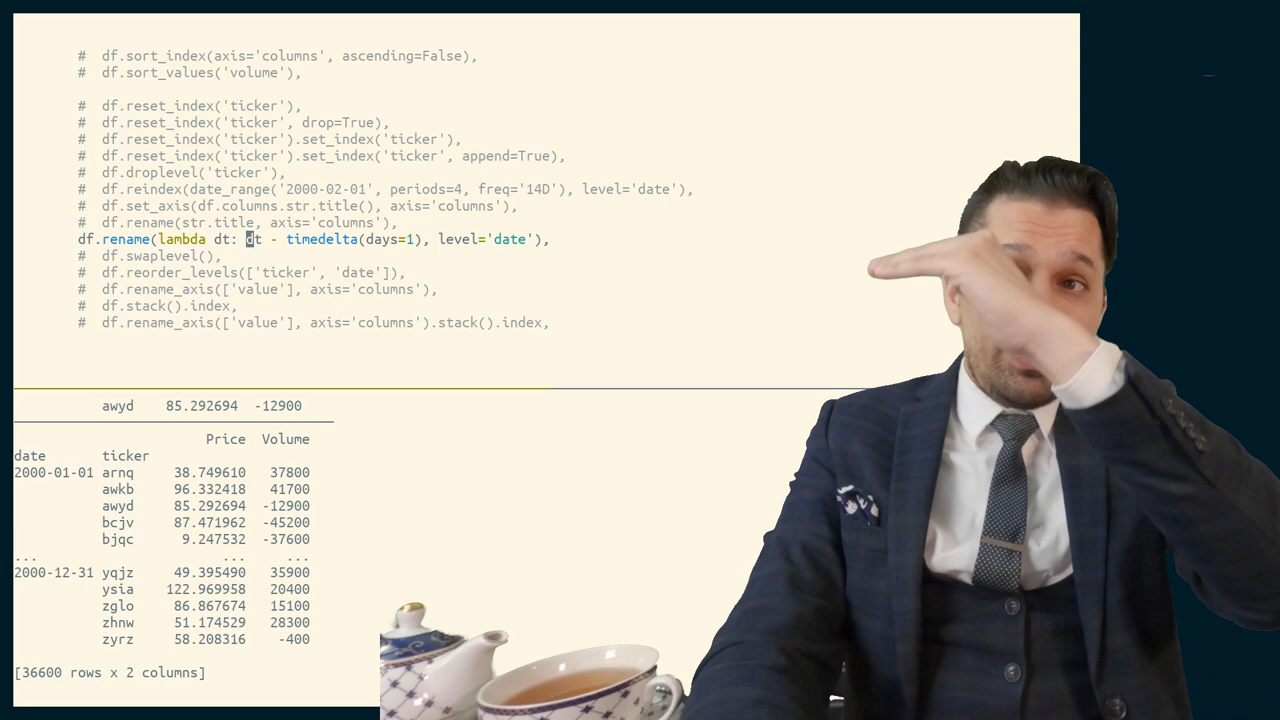 #  df.sort_index(axis='columns', ascending=False),
#  df.sort_values('volume'),
#  df.reset_index('ticker'),
#  df.reset_index('ticker', drop=True),
#  df.reset_index('ticker').set_index('ticker'),
#  df.reset_index('ticker').set_index('ticker', append=True),
#  df.droplevel('ticker'),
#  df.reindex(date_range('2000-02-01', periods=4, freq='14D'), level='date'),
#  df.set_axis(df.columns.str.title(), axis='columns'),
#  df.rename(str.title, axis='columns'),
df.rename(lambda dt: dt - timedelta(days=1), level='date'),
#  df.swaplevel(),
#  df.reorder_levels(['ticker', 'date']),
#  df.rename_axis(['value'], axis='columns'),
#  df.stack().index,
#  df.rename_axis(['value'], axis='columns').stack().index,
awyd    85.292694  -12900
Price  Volume
date       ticker
2000-01-01 arnq     38.749610   37800
awkb     96.332418   41700
awyd     85.292694  -12900
bcjv     87.471962  -45200
bjqc      9.247532  -37600
...                       ...     ...
2000-12-31 yqjz     49.395490   35900
ysia    122.969958   20400
zglo     86.867674   15100
zhnw     51.174529   28300
zyrz     58.208316    -400
[36600 rows x 2 columns]